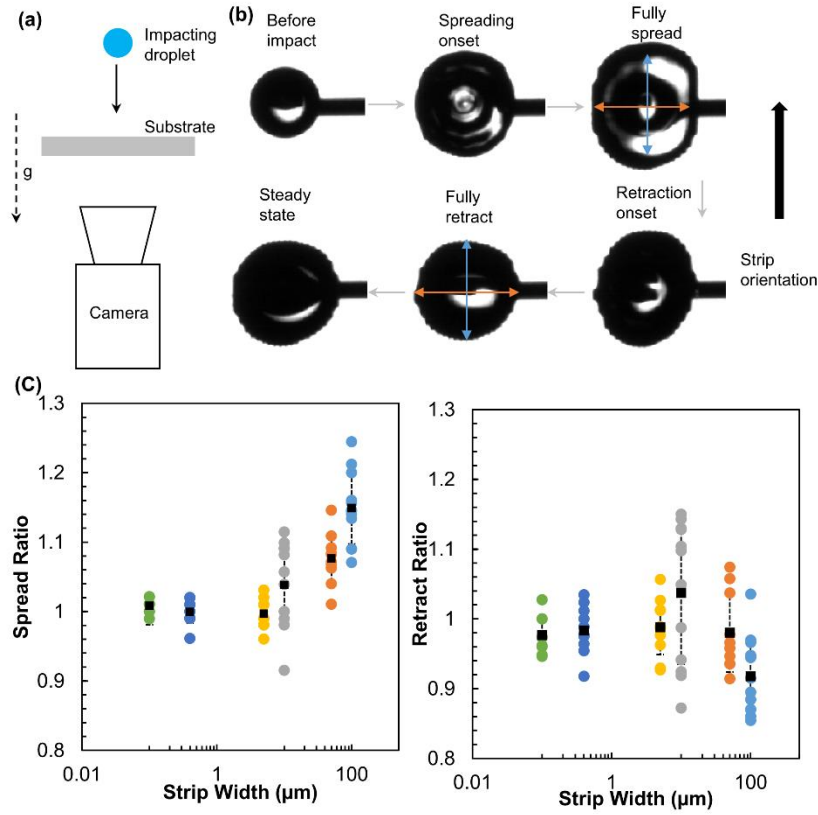 (a)
Impacting
droplet
Substrate
g
Camera
(b)
Before
impact
Spreading
onset
Fully
spread
Steady
state
Fully
retract
Retraction
onset
Strip
orientation
(C)
Spread Ratio
1.3
1.2
1.1
1
0.9
0.8
0.01
1
100
Strip Width (μm)
Retract Ratio
1.3
1.2
1.1
1
0.9
0.8
0.01
1
100
Strip Width (μm)